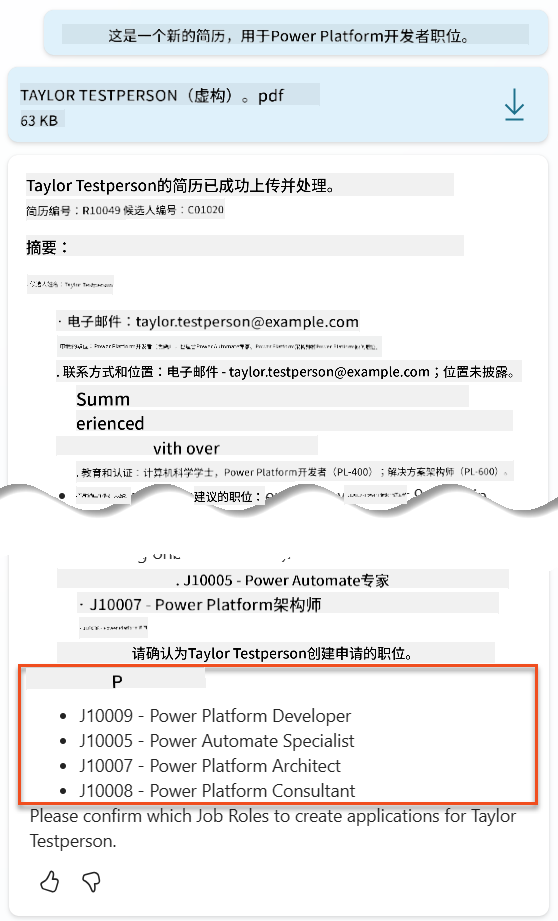 这是一个新的简历，用于Power Platform开发者职位。
TAYLOR TESTPERSON（虚构）。pdf
63 KB
Taylor Testperson的简历已成功上传并处理。
简历编号：R10049 候选人编号：C01020
摘要：
候选人姓名：Taylor Testperson
· 电子邮件：taylor.testperson@example.com
. 联系方式和位置：电子邮件 - taylor.testperson@example.com；位置未披露。
Summ
erienced
vith over
. 教育和认证：计算机科学学士，Power Platform开发者（PL-400）；解决方案架构师（PL-600）。
建议的职位：
. J10005 - Power Automate专家
· J10007 - Power Platform架构师
请确认为Taylor Testperson创建申请的职位。
P
• J10009 - Power Platform Developer
• J10005 - Power Automate Specialist
• J10007 - Power Platform Architect
• J10008 - Power Platform Consultant
Please confirm which Job Roles to create applications for Taylor
Testperson.